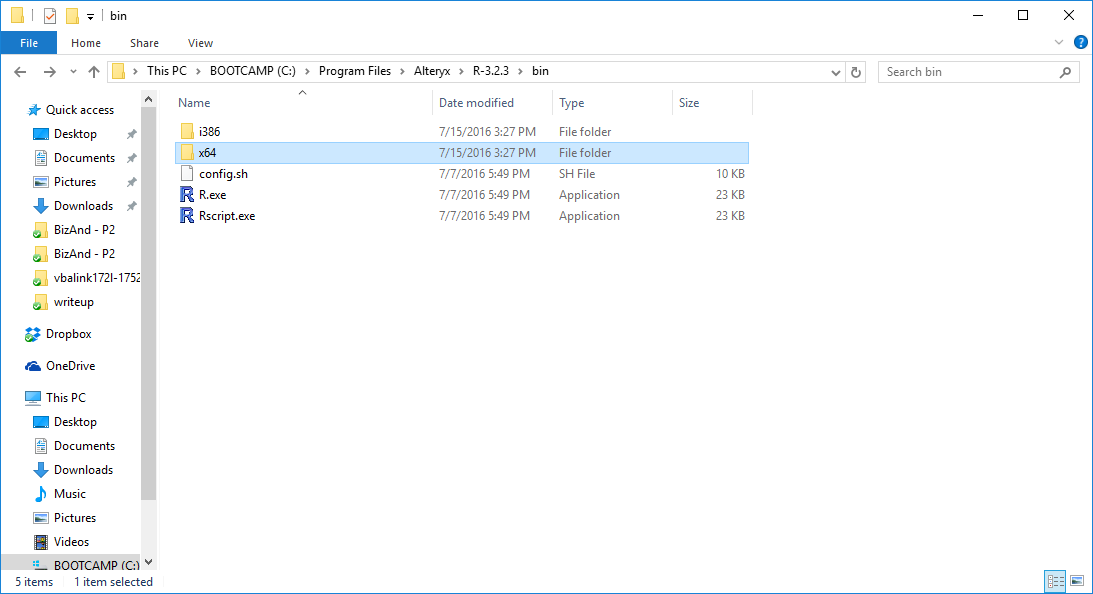 bin
File Home Share View
This PC BOOTCAMP (C:) Program Files Alteryx R-3.2.3 bin
Search bin
Name Date modified Type Size
i386 7/15/2016 3:27 PM File folder
x64 7/15/2016 3:27 PM File folder
config.sh 7/7/2016 5:49 PM SH File 10 KB
R.exe 7/7/2016 5:49 PM Application 23 KB
Rscript.exe 7/7/2016 5:49 PM Application 23 KB
Quick access
Desktop
Documents
Pictures
Downloads
BizAnd - P2
BizAnd - P2
vbalink172I-1752
writeup
Dropbox
OneDrive
This PC
Desktop
Documents
Downloads
Music
Pictures
Videos
BOOTCAMP (C:)
5 items 1 item selected